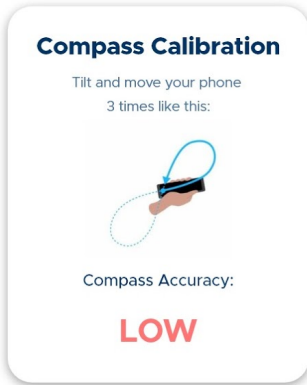 Compass Calibration
Tilt and move your phone
3 times like this:
Compass Accuracy:
LOW